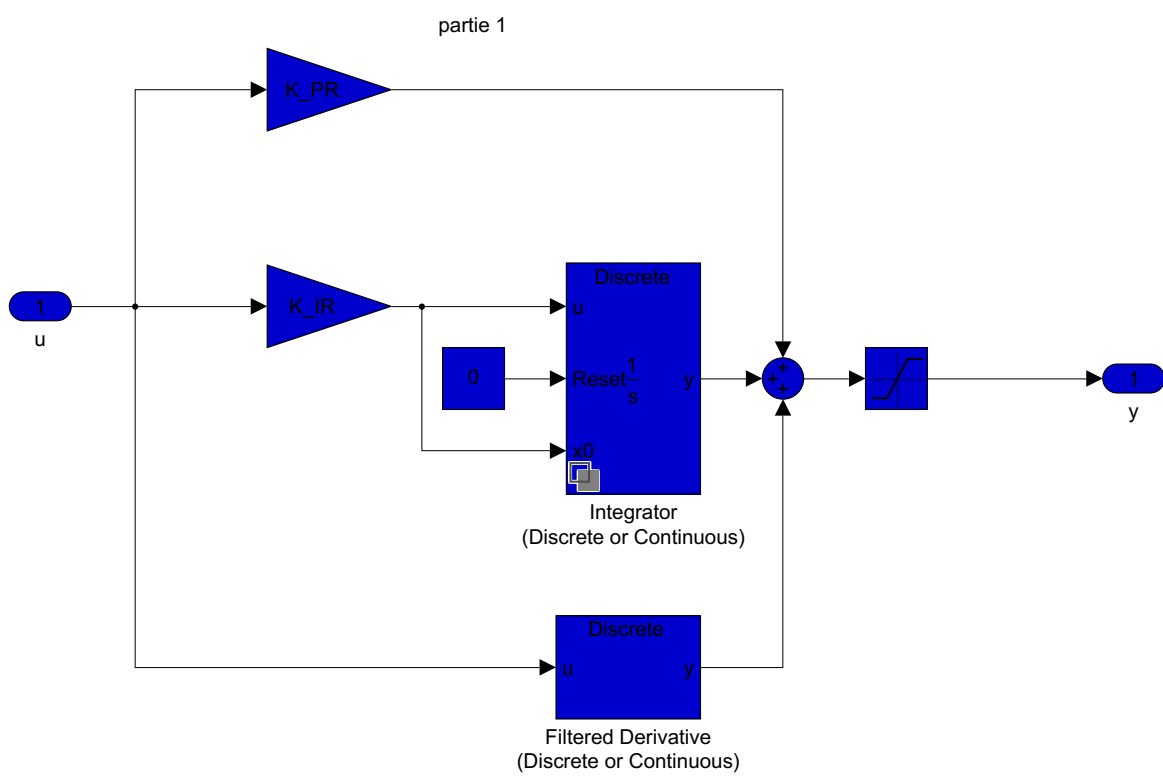 partie 1
K_PR
1
u
K_IR
Discrete
u
0
Reset
1
s
y
x0
Integrator
(Discrete or Continuous)
+
+
+
1
y
Discrete
u
y
Filtered Derivative
(Discrete or Continuous)